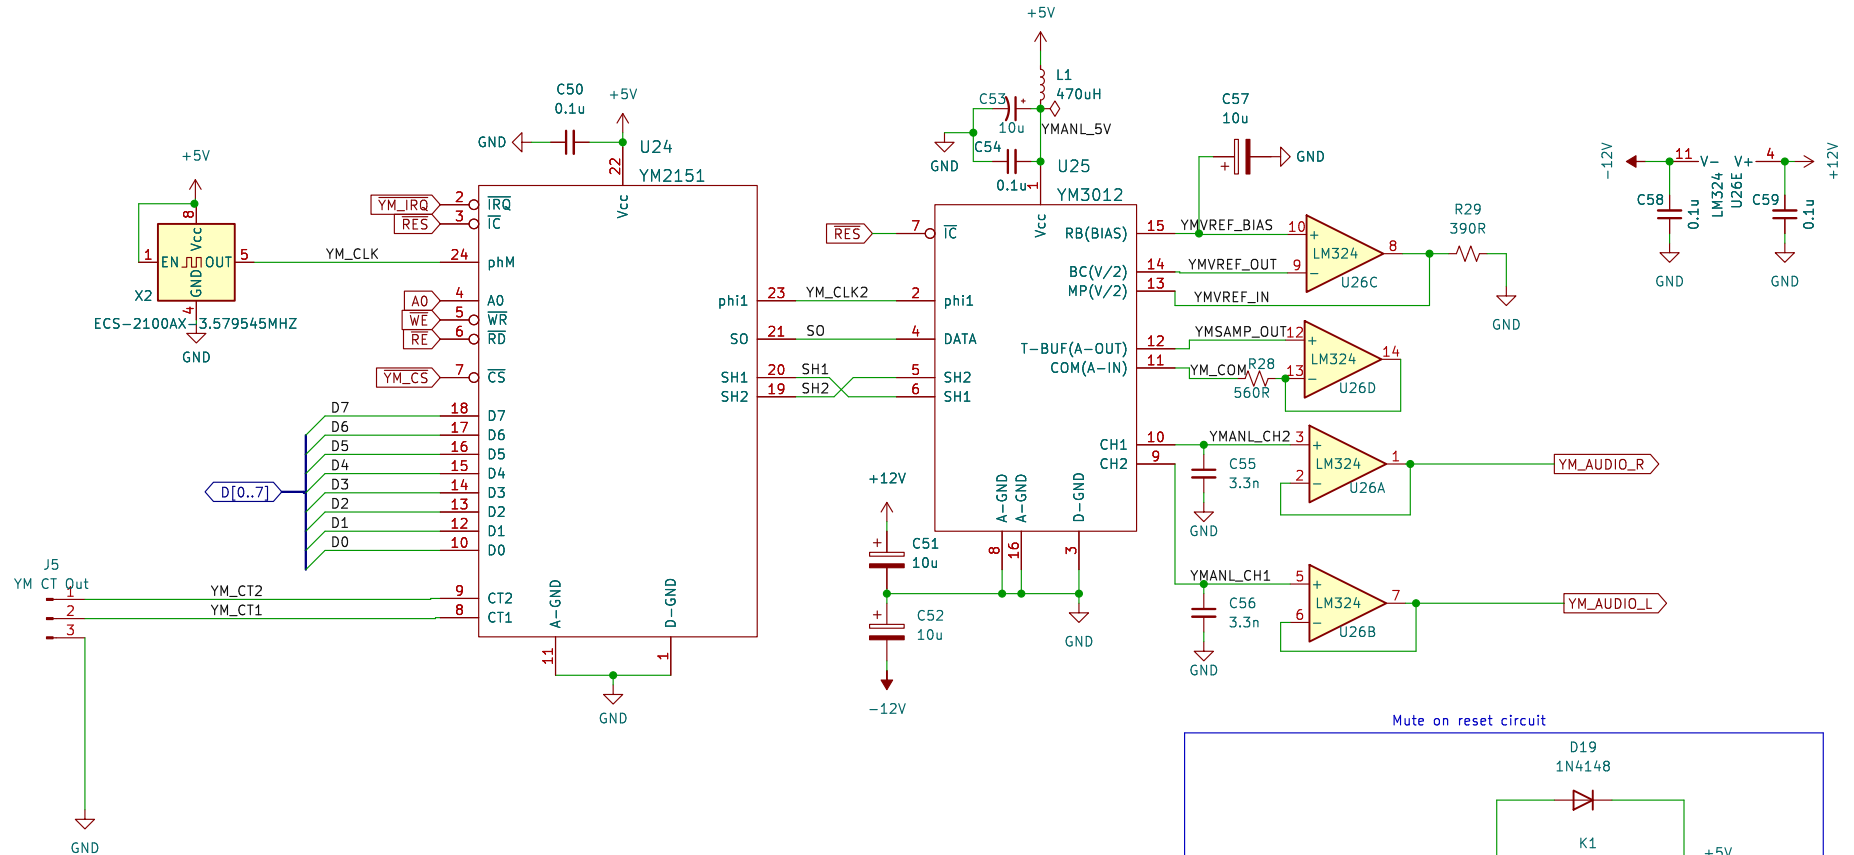 +5V
C50
0.1u
+5V
GND
U24
YM2151
22
Vcc
+5V
8
Vcc
1
EN
OUT
5
GND
4
X2
ECS-2100AX-3.579545MHZ
GND
YM_CLK
YM_IRQ
2
IRQ
RES
3
IC
24
phM
A0
4
A0
WE
5
WR
RE
6
RD
YM_CS
7
CS
D7
18
D7
D6
17
D6
D5
16
D5
D4
15
D4
D3
14
D3
D2
13
D2
D1
12
D1
D0
10
D0
D[0..7]
J5
YM CT Out
1
2
3
YM_CT2
9
CT2
YM_CT1
8
CT1
GND
A-GND
11
D-GND
1
GND
phi1
23
YM_CLK2
2
phi1
SO
21
SO
4
DATA
SH1
20
SH1
5
SH2
SH2
19
SH2
6
SH1
L1
470uH
C53
+
10u
YMANL_5V
GND
C54
0.1u
U25
YM3012
1
Vcc
RES
7
IC
C57
10u
+
GND
RB(BIAS)
15
YMVREF_BIAS
10
+
LM324
8
BC(V/2)
14
YMVREF_OUT
9
-
U26C
MP(V/2)
13
YMVREF_IN
R29
390R
GND
T-BUF(A-OUT)
12
YMSAMP_OUT
12
+
LM324
14
COM(A-IN)
11
YM_COM
R28
560R
13
-
U26D
CH1
10
YMANL_CH2
3
+
LM324
1
YM_AUDIO_R
CH2
9
C55
3.3n
2
-
U26A
GND
YMANL_CH1
5
+
LM324
7
YM_AUDIO_L
C56
3.3n
6
-
U26B
GND
A-GND
8
A-GND
16
D-GND
3
GND
+12V
+
C51
10u
+
C52
10u
-12V
-12V
11
V-
V+
4
+12V
LM324
U26E
C58
0.1u
GND
C59
0.1u
GND
Mute on reset circuit
D19
1N4148
K1
+5V